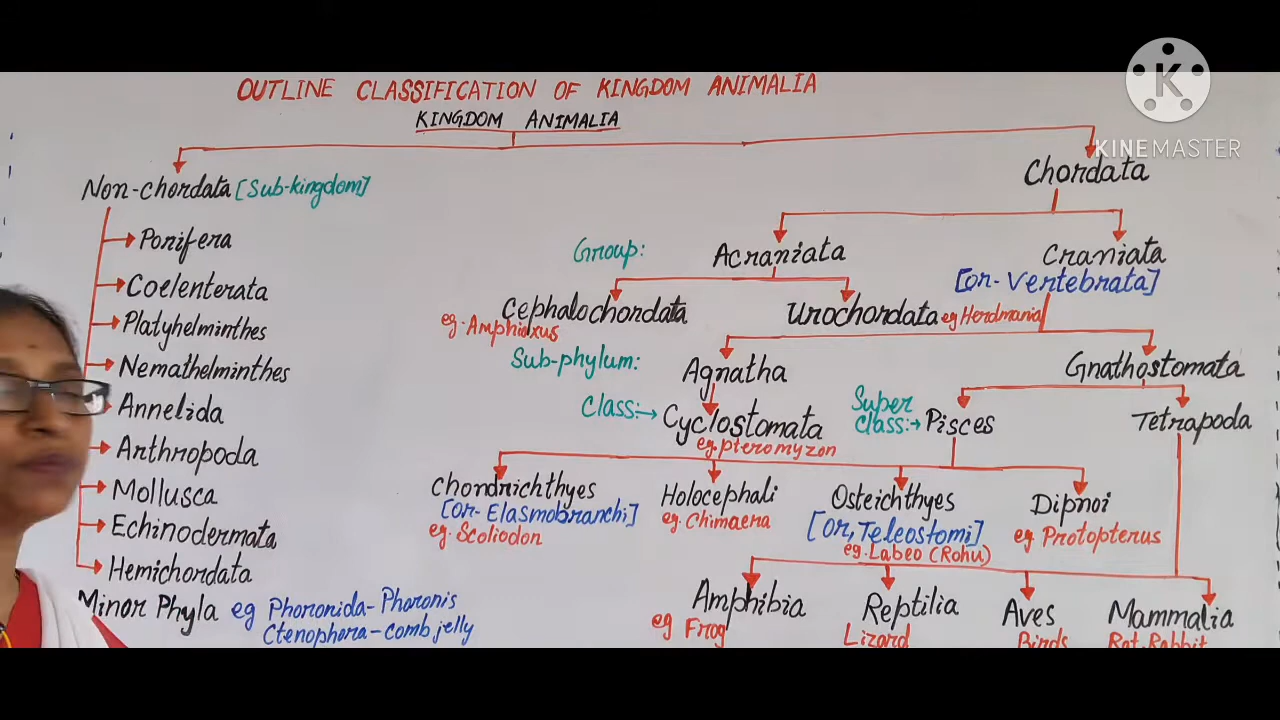 OUTLINE CLASSIFICATION OF KINGDOM ANIMALIA
KINGDOM ANIMALIA
K
KINEMASTER
Non-chordata [Sub-kingdom]
Porifera
Coelenterata
Platyhelminthes
Nemathelminthes
Annelida
Arthropoda
Mollusca
Echinodermata
Hemichordata
Minor Phyla eg Phoronida - Phoronis
Ctenophora - comb jelly
Chordata
Group: Acraniata Craniata
[or- Vertebrata]
Cephalochordata Urochordata eg Herdmania
eg. Amphioxus
Sub-phylum: Agnatha Gnathostomata
Class:→ Cyclostomata
eg. pteromyzon
Super
Class:→ Pisces Tetrapoda
Chondrichthyes Holocephali Osteichthyes Dipnoi
[or- Elasmobranchi] eg. Chimaera [or, Teleostomi] eg. Protopterus
eg. Scoliodon eg. Labeo (Rohu)
Amphibia Reptilia Aves Mammalia
eg Frog Lizard Birds Rat, Rabbit